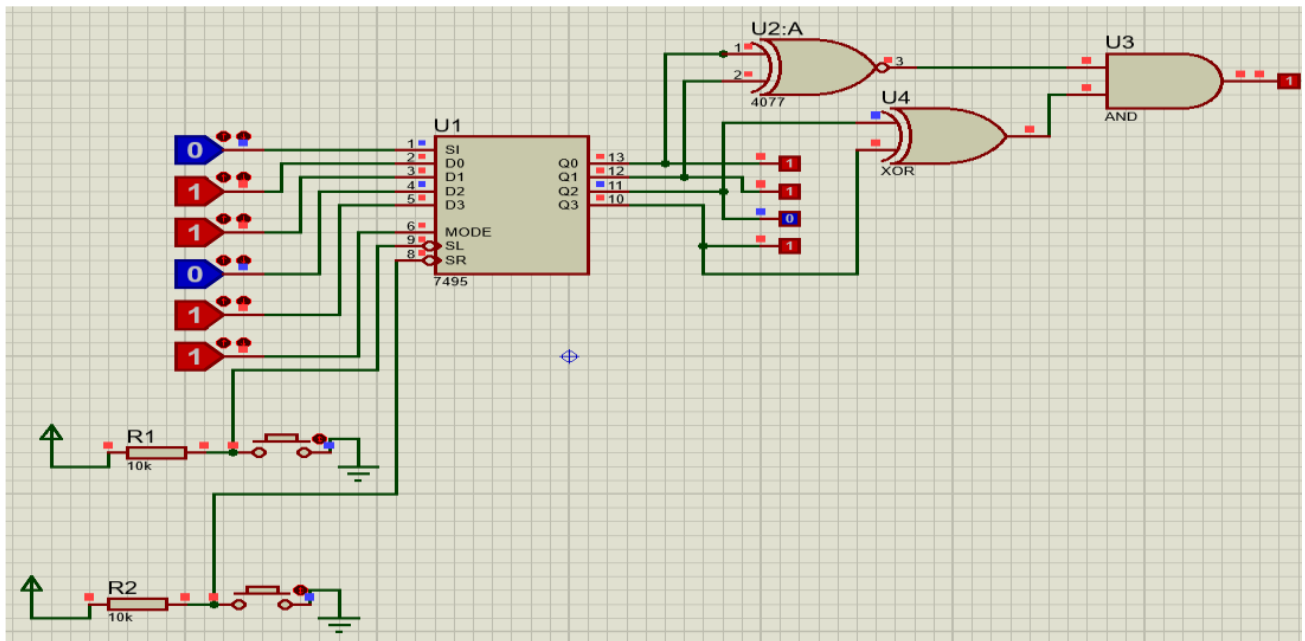 U2:A
1
2
3
4077
U3
AND
1
U4
XOR
U1
0
1
1
0
1
1
1 SI
2 D0
3 D1
4 D2
5 D3
6 MODE
9 SL
8 SR
Q0 13
Q1 12
Q2 11
Q3 10
7495
1
1
0
1
R1
10k
R2
10k